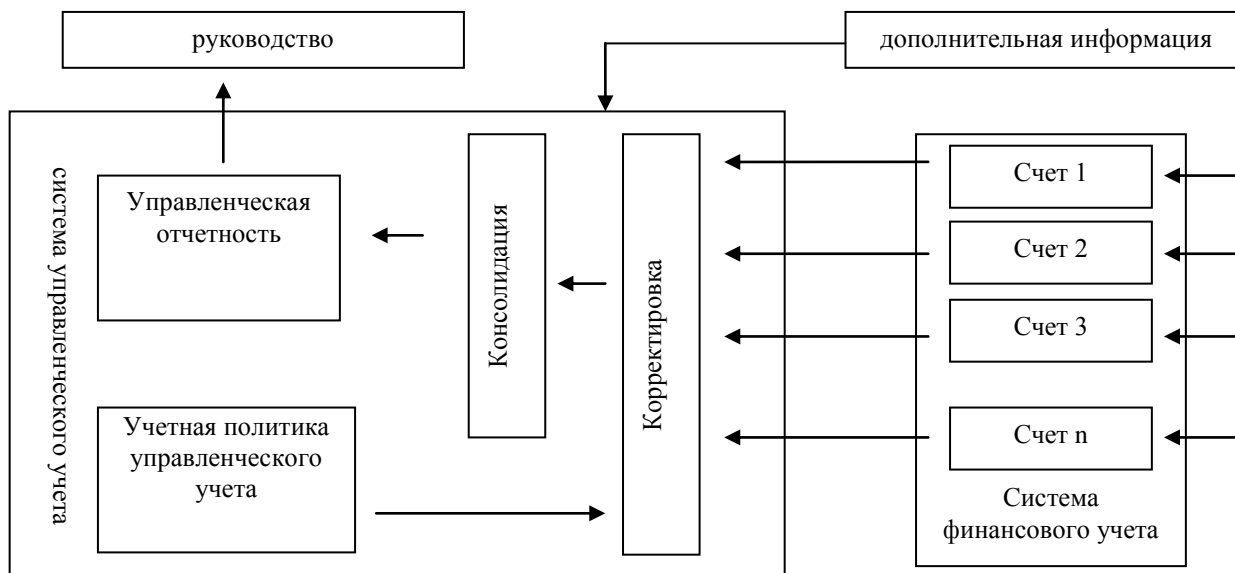 руководство
дополнительная информация
система управленческого учета
Управленческая
отчетность
Консолидация
Корректировка
Счет 1
Счет 2
Счет 3
Счет n
Учетная политика
управленческого
учета
Система
финансового учета